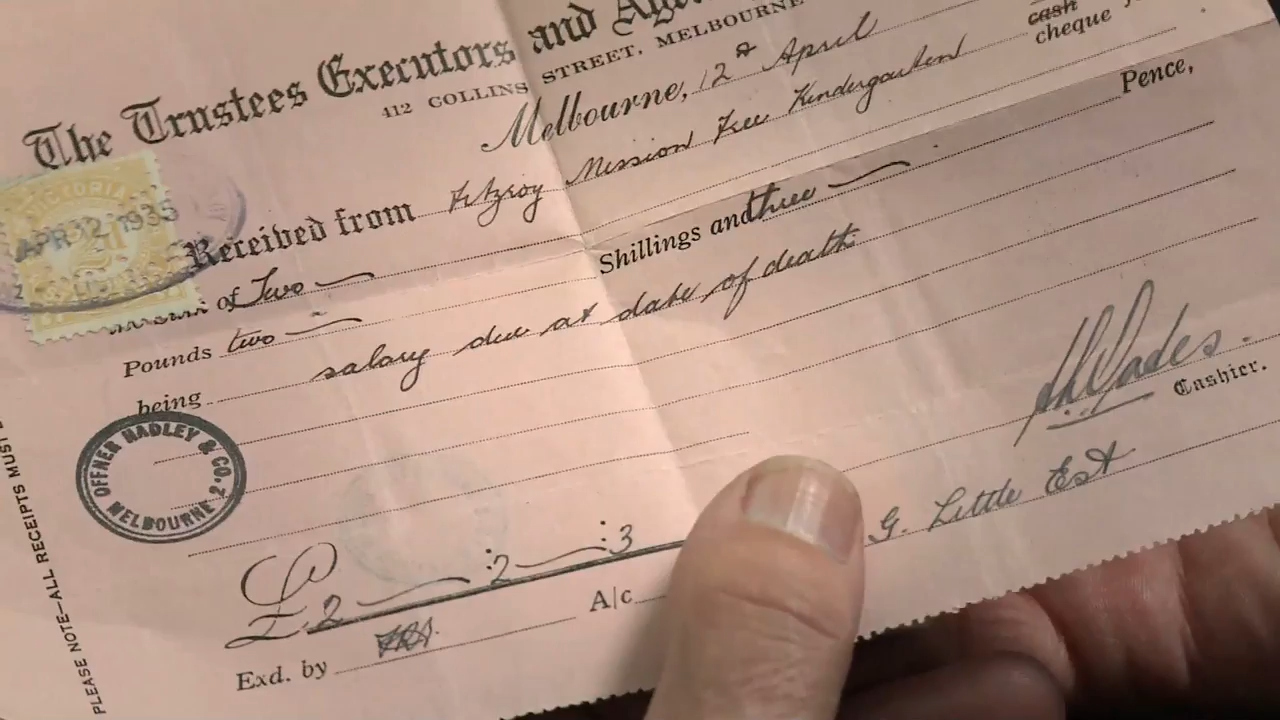 The Trustees Executors and
412 COLLINS STREET, MELBOURNE
cash
cheque
Melbourne, 12th April
Received from Fitzroy Mission Free Kindergarten
of Two
Pence,
Pounds two Shillings and three
being salary due at date of death
Cashier.
G. Little Est
£2 : 2 : 3
A/c
Exd. by
VICTORIA
APR 12 1935
OFFNER HADLEY & CO.
MELBOURNE 2
PLEASE NOTE—ALL RECEIPTS MUST